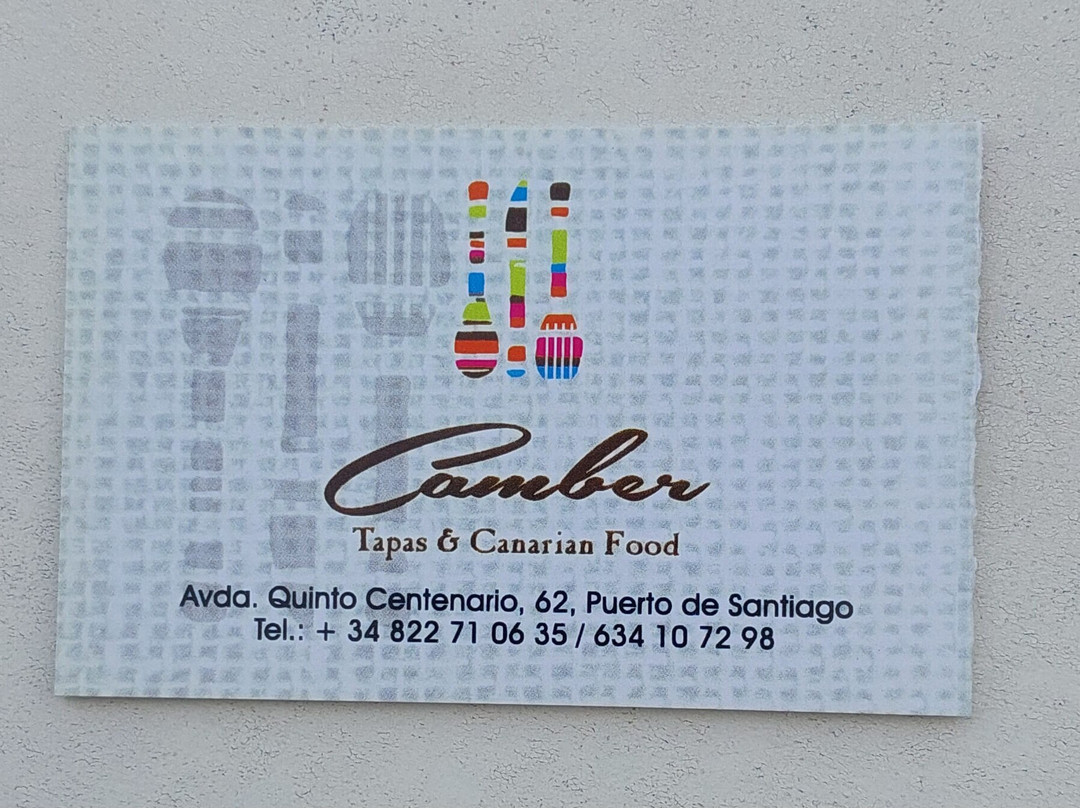 Camber
Tapas & Canarian Food
Avda. Quinto Centenario, 62, Puerto de Santiago
Tel.: + 34 822 71 06 35 / 634 10 72 98